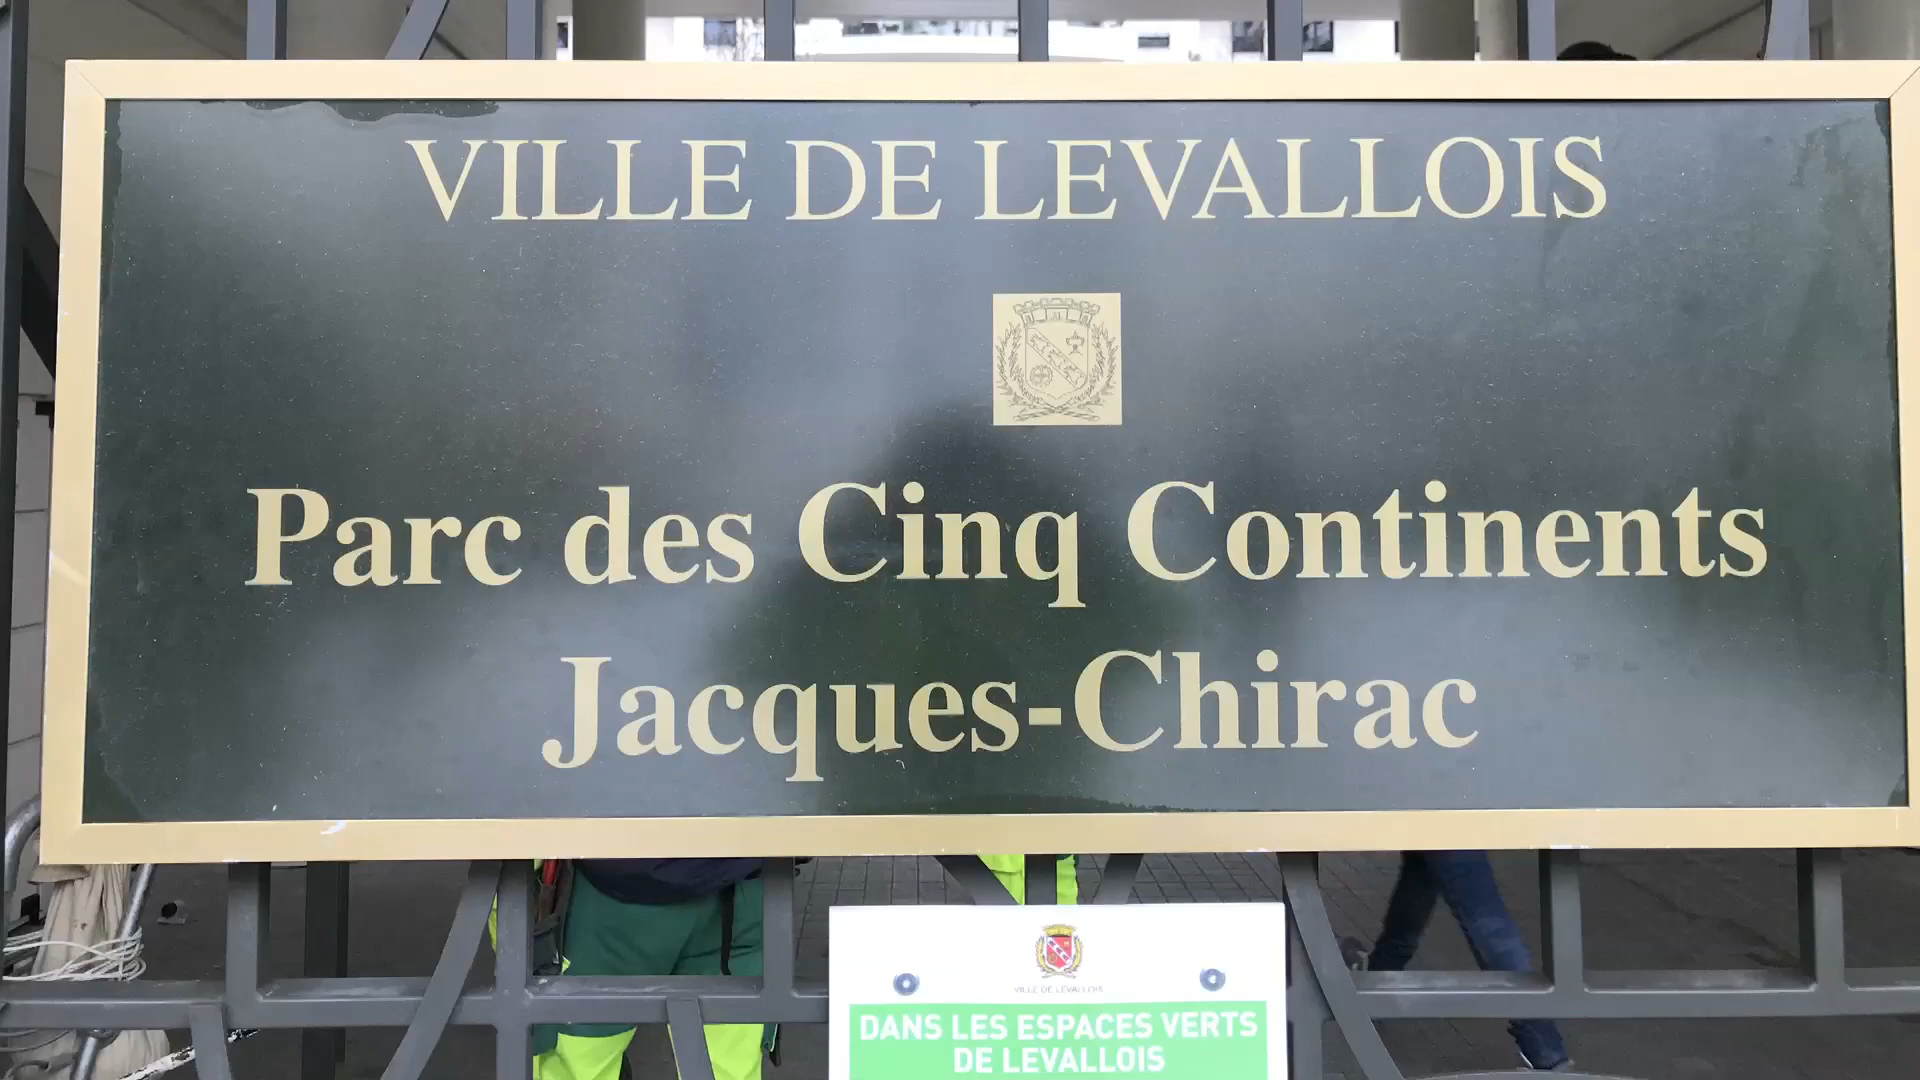 VILLE DE LEVALLOIS
Parc des Cinq Continents
Jacques-Chirac
VILLE DE LEVALLOIS
DANS LES ESPACES VERTS
DE LEVALLOIS